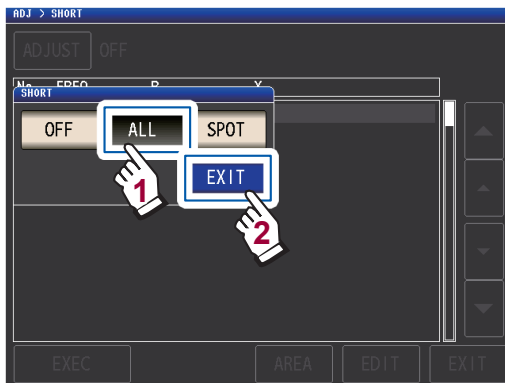 ADJ > SHORT
ADJUST OFF
No. FREQ R X
SHORT
OFF ALL SPOT
1
EXIT
2
EXEC AREA EDIT EXIT